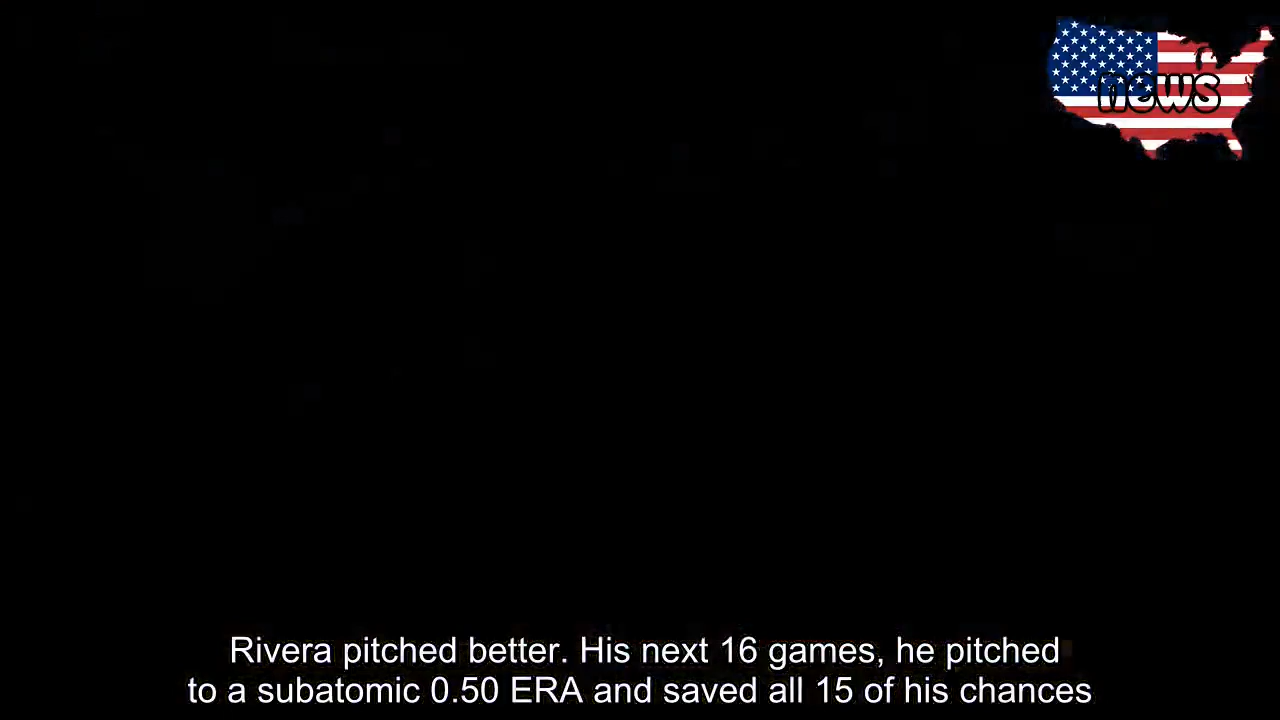 news
Rivera pitched better. His next 16 games, he pitched
to a subatomic 0.50 ERA and saved all 15 of his chances